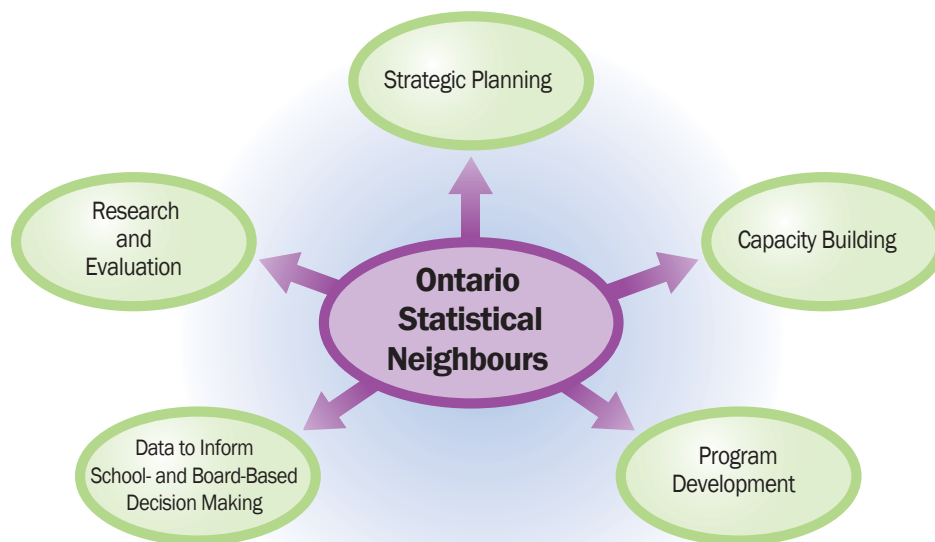 Strategic Planning
Research
and
Evaluation
Capacity Building
Ontario
Statistical
Neighbours
Data to Inform
School- and Board-Based
Decision Making
Program
Development